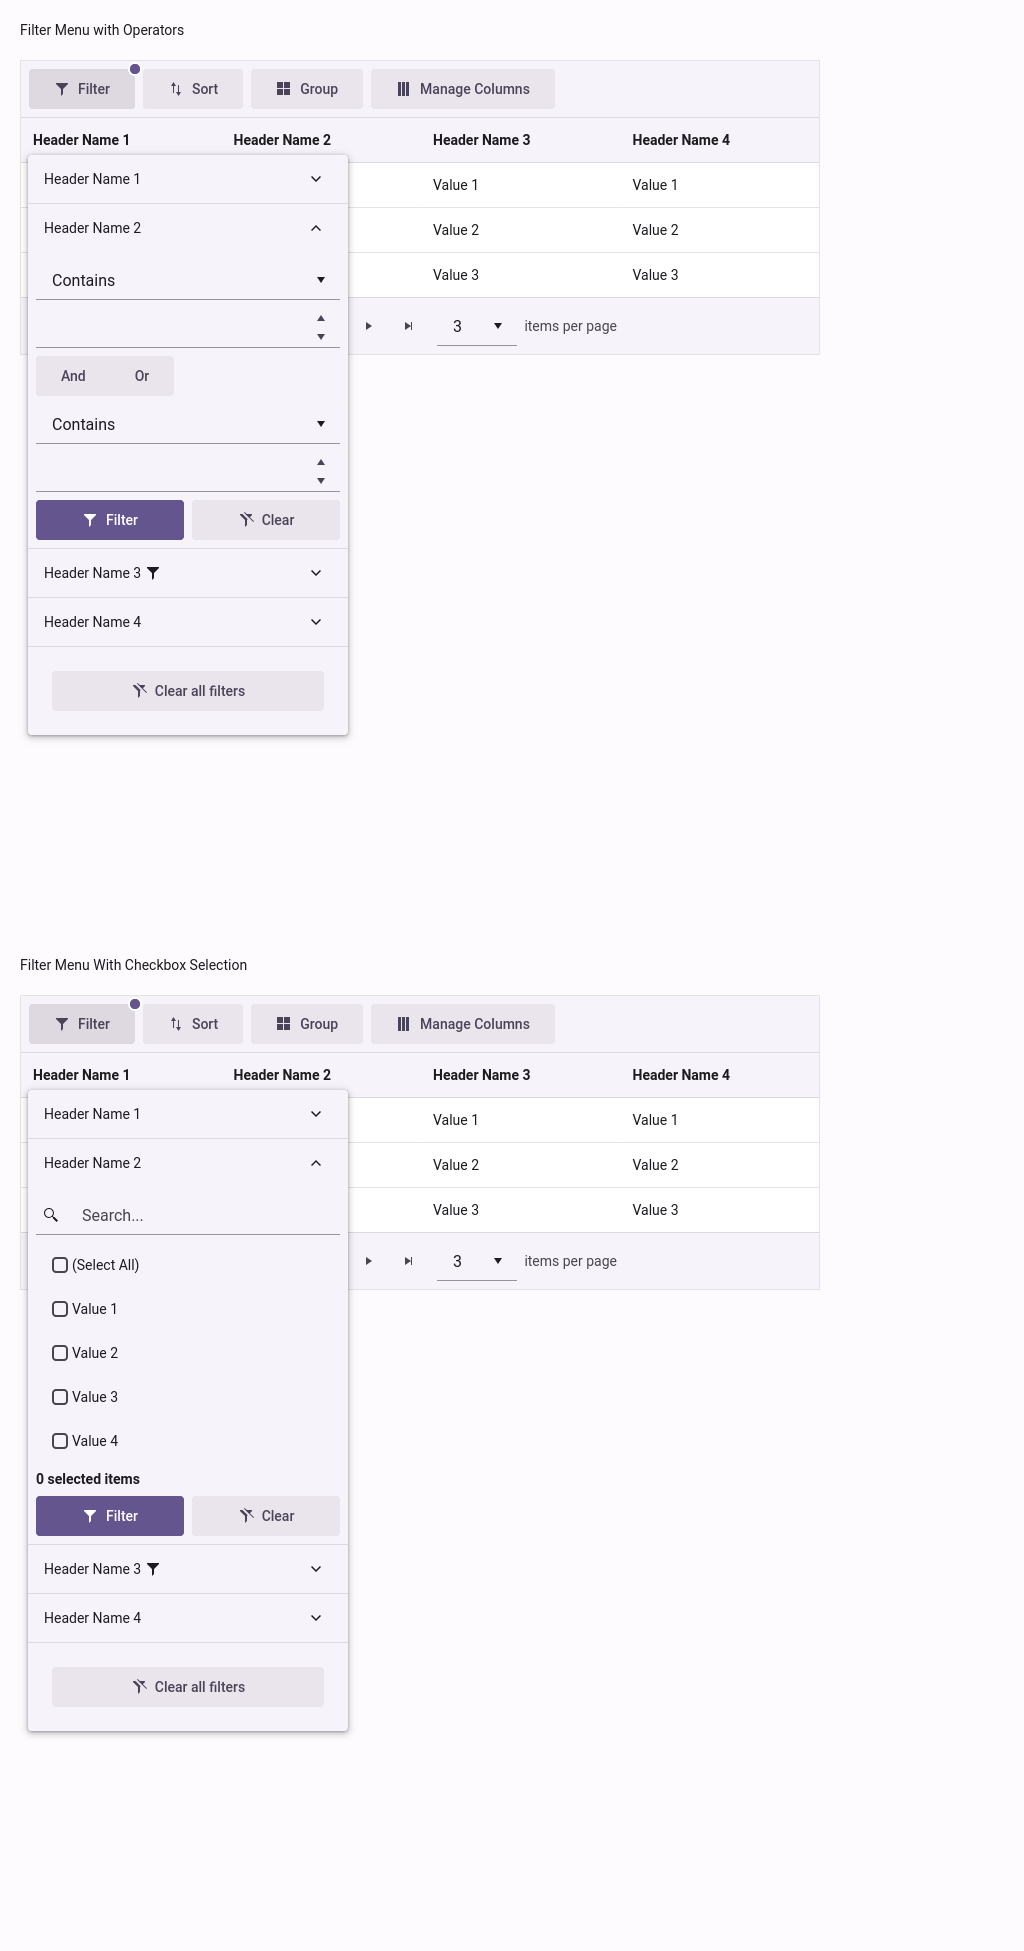 Filter Menu with Operators
Filter Sort Group Manage Columns
Header Name 1 Header Name 2 Header Name 3 Header Name 4
Header Name 1
Value 1 Value 1
Header Name 2
Value 2 Value 2
Contains
Value 3 Value 3
3 items per page
And Or
Contains
Filter Clear
Header Name 3
Header Name 4
Clear all filters
Filter Menu With Checkbox Selection
Filter Sort Group Manage Columns
Header Name 1 Header Name 2 Header Name 3 Header Name 4
Header Name 1
Value 1 Value 1
Header Name 2
Value 2 Value 2
Search...
Value 3 Value 3
(Select All)
3 items per page
Value 1
Value 2
Value 3
Value 4
0 selected items
Filter Clear
Header Name 3
Header Name 4
Clear all filters